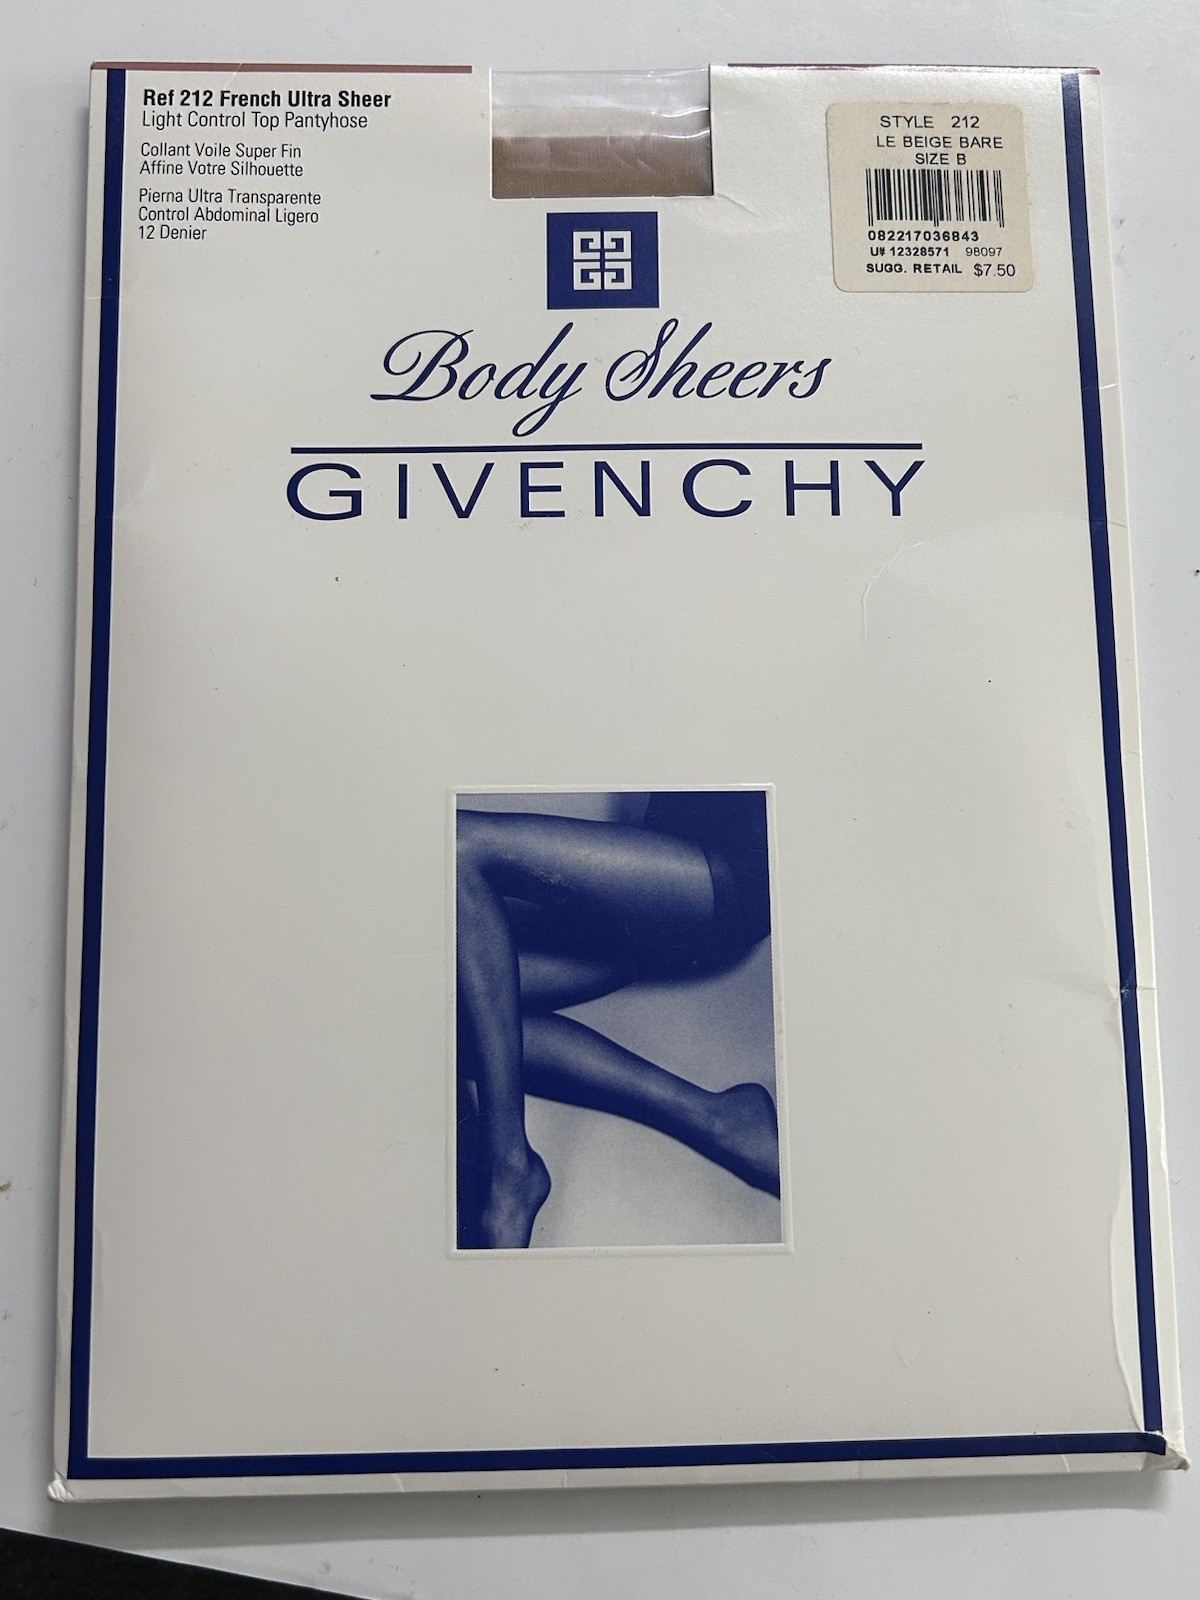 Ref 212 French Ultra Sheer
Light Control Top Pantyhose
Collant Voile Super Fin
Affine Votre Silhouette
Pierna Ultra Transparente
Control Abdominal Ligero
12 Denier
STYLE 212
LE BEIGE BARE
SIZE B
082217036843
U# 12328571 98097
SUGG. RETAIL $7.50
Body Sheers
GIVENCHY